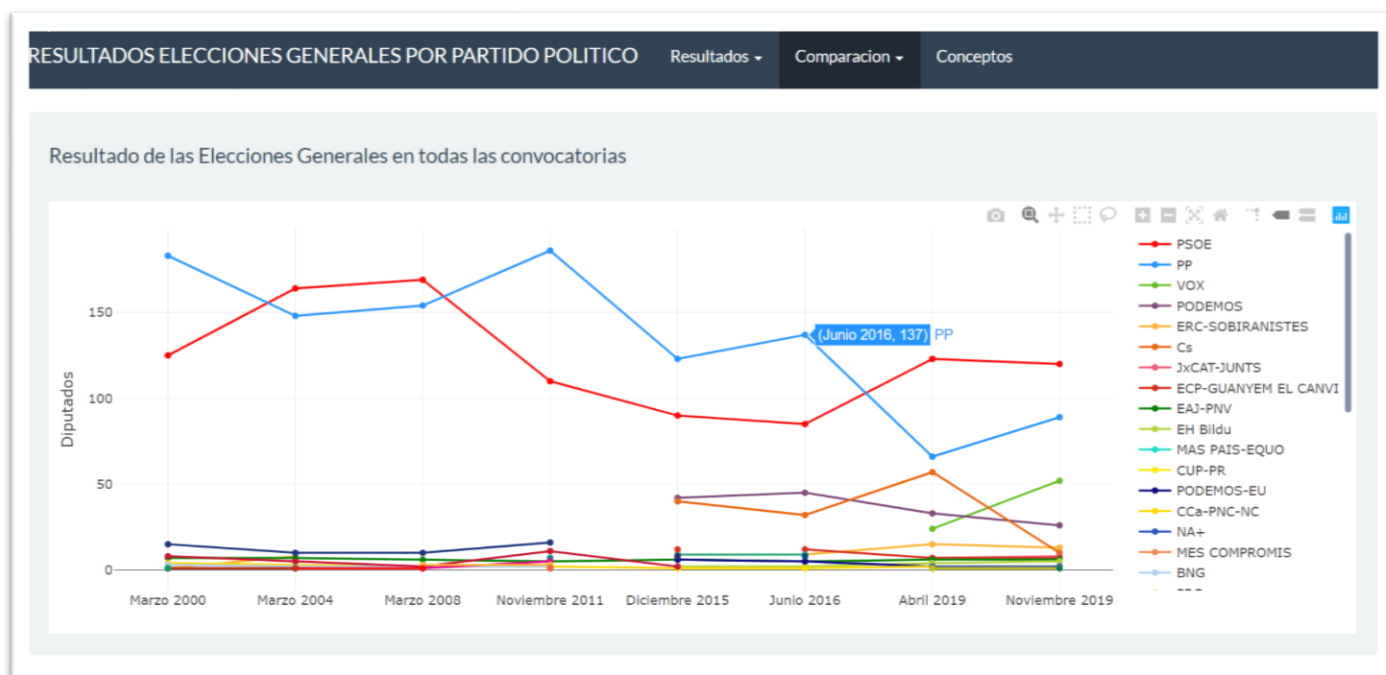 RESULTADOS ELECCIONES GENERALES POR PARTIDO POLITICO Resultados Comparacion Conceptos
Resultado de las Elecciones Generales en todas las convocatorias
Diputados
150
100
50
0
Marzo 2000 Marzo 2004 Marzo 2008 Noviembre 2011 Diciembre 2015 Junio 2016 Abril 2019 Noviembre 2019
(Junio 2016, 137) PP
PSOE
PP
VOX
PODEMOS
ERC-SOBIRANISTES
Cs
JxCAT-JUNTS
ECP-GUANYEM EL CANVI
EAJ-PNV
EH Bildu
MAS PAIS-EQUO
CUP-PR
PODEMOS-EU
CCa-PNC-NC
NA+
MES COMPROMIS
BNG